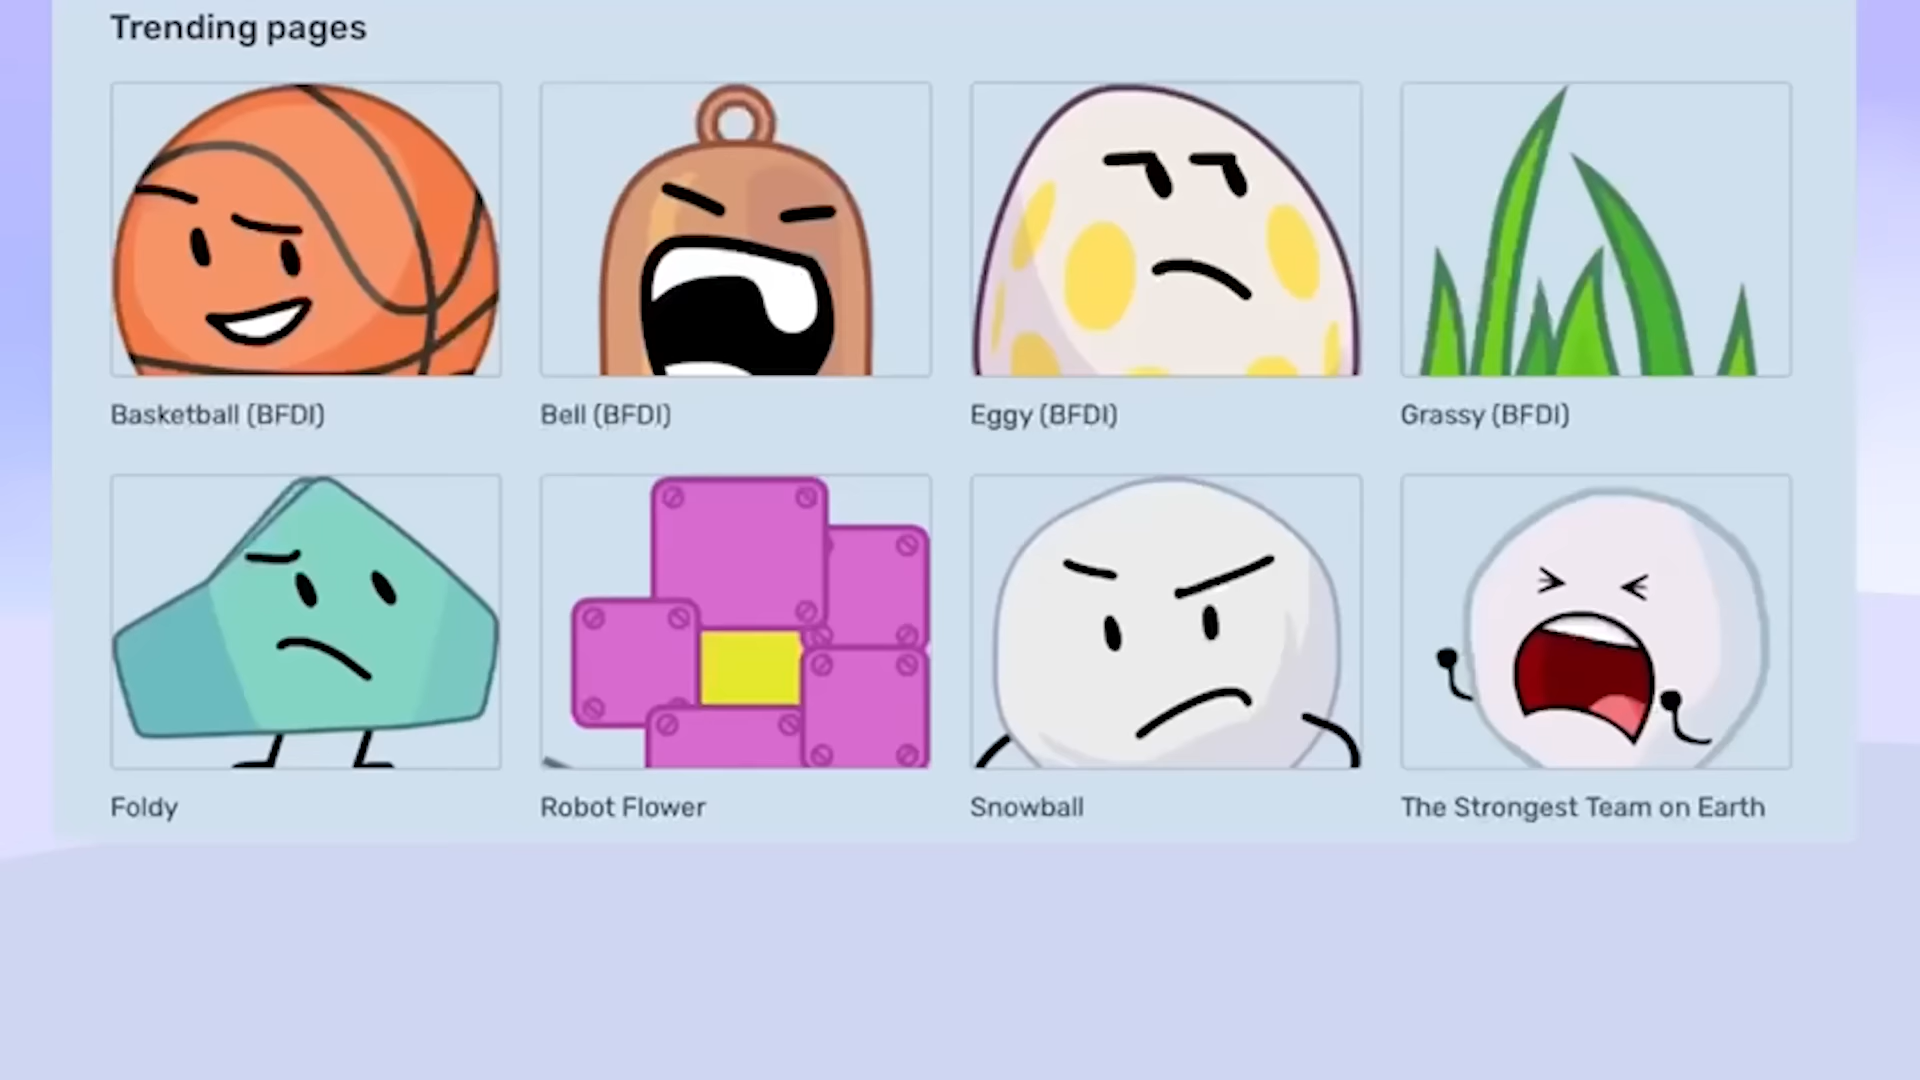 Trending pages
Basketball (BFDI)
Bell (BFDI)
Eggy (BFDI)
Grassy (BFDI)
Foldy
Robot Flower
Snowball
The Strongest Team on Earth